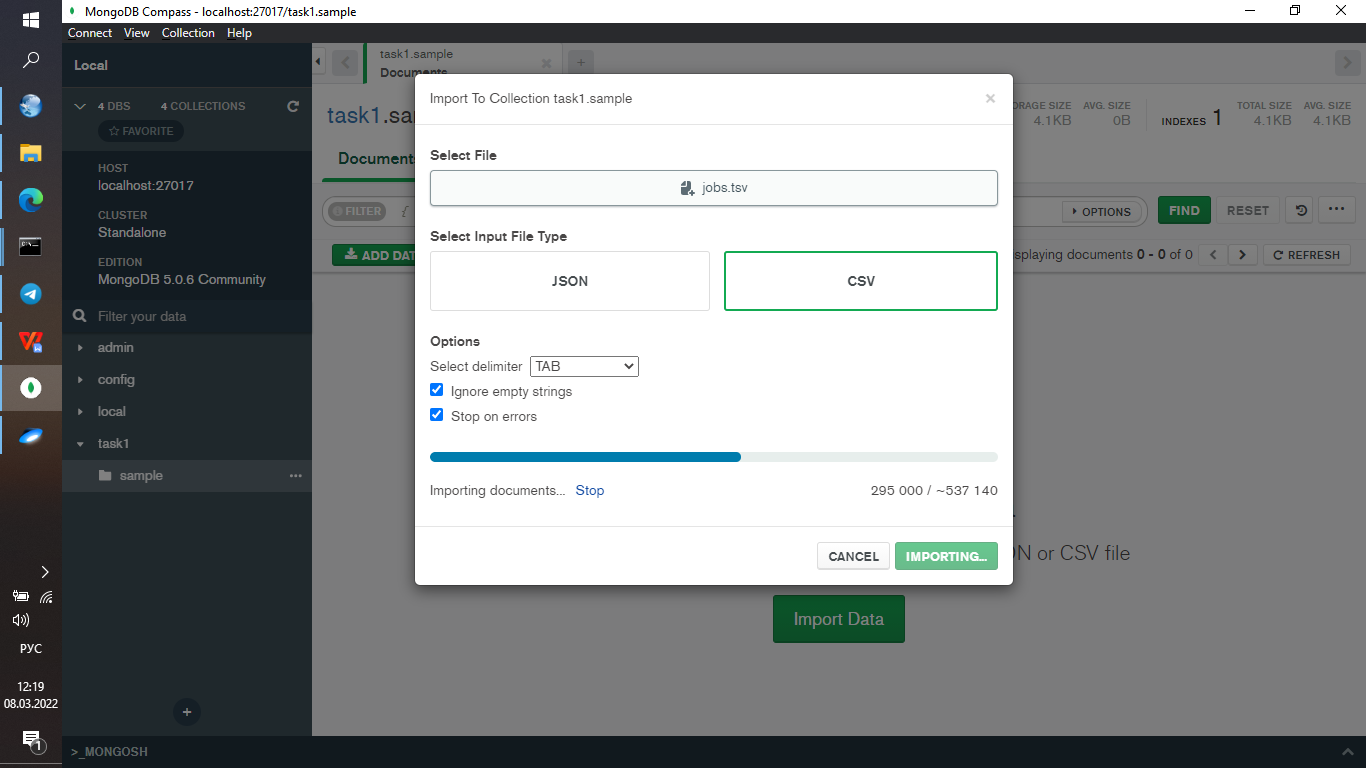 MongoDB Compass - localhost:27017/task1.sample
Connect View Collection Help
Local
4 DBS 4 COLLECTIONS
FAVORITE
HOST
localhost:27017
CLUSTER
Standalone
EDITION
MongoDB 5.0.6 Community
Filter your data
admin
config
local
task1
sample
>_MONGOSH
РУС
12:19
08.03.2022
1
task1.sample
Documents
task1.sa
ORAGE SIZE AVG. SIZE
4.1KB 0B
INDEXES 1
TOTAL SIZE AVG. SIZE
4.1KB 4.1KB
Documents
FILTER {
OPTIONS
FIND
RESET
ADD DAT
splaying documents 0 - 0 of 0
REFRESH
Import To Collection task1.sample
Select File
jobs.tsv
Select Input File Type
JSON
CSV
Options
Select delimiter TAB
Ignore empty strings
Stop on errors
Importing documents... Stop
295 000 / ~537 140
CANCEL
IMPORTING...
ON or CSV file
Import Data